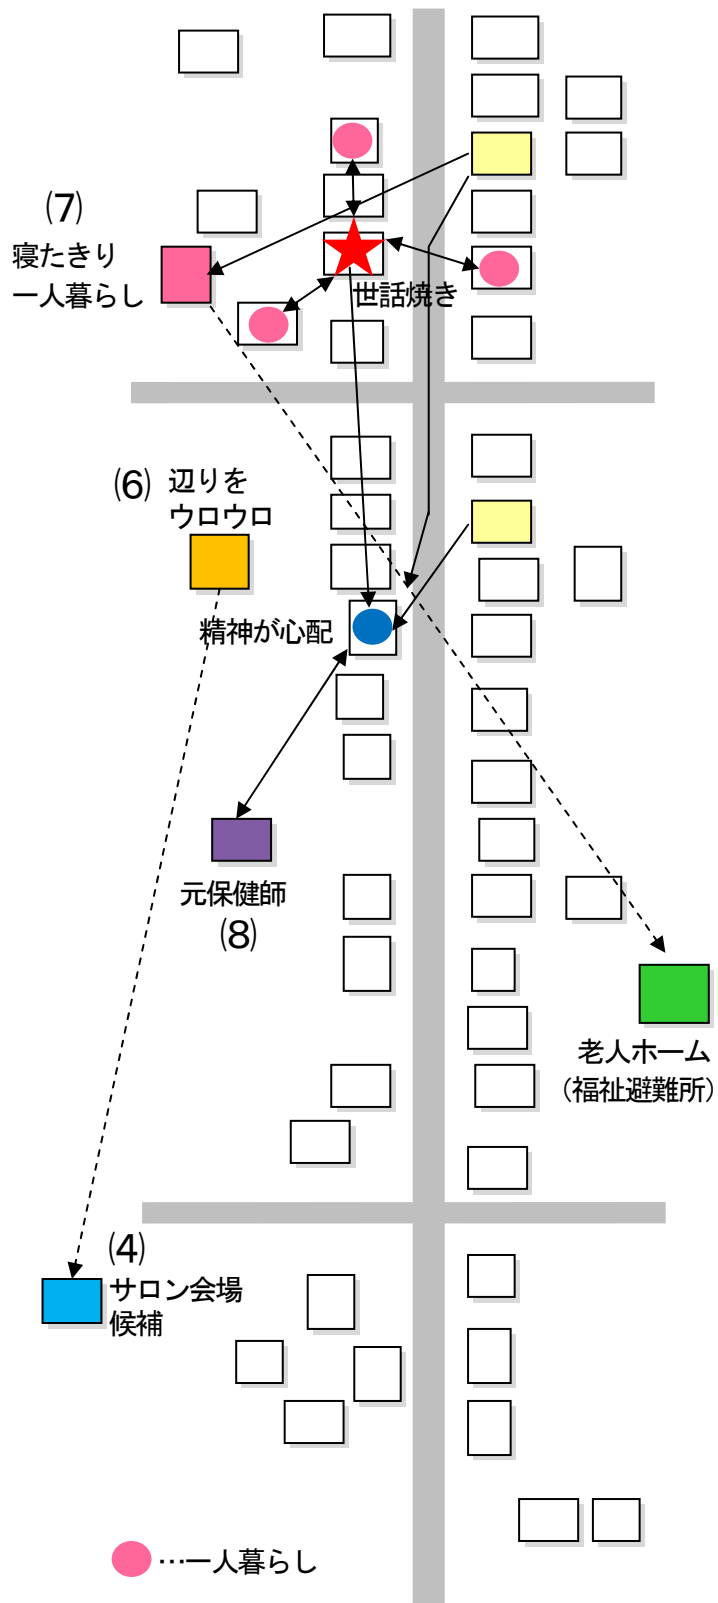 (7)
寝たきり
一人暮らし
世話焼き
(6)
辺りを
ウロウロ
精神が心配
元保健師
(8)
老人ホーム
(福祉避難所)
(4)
サロン会場
候補
…一人暮らし